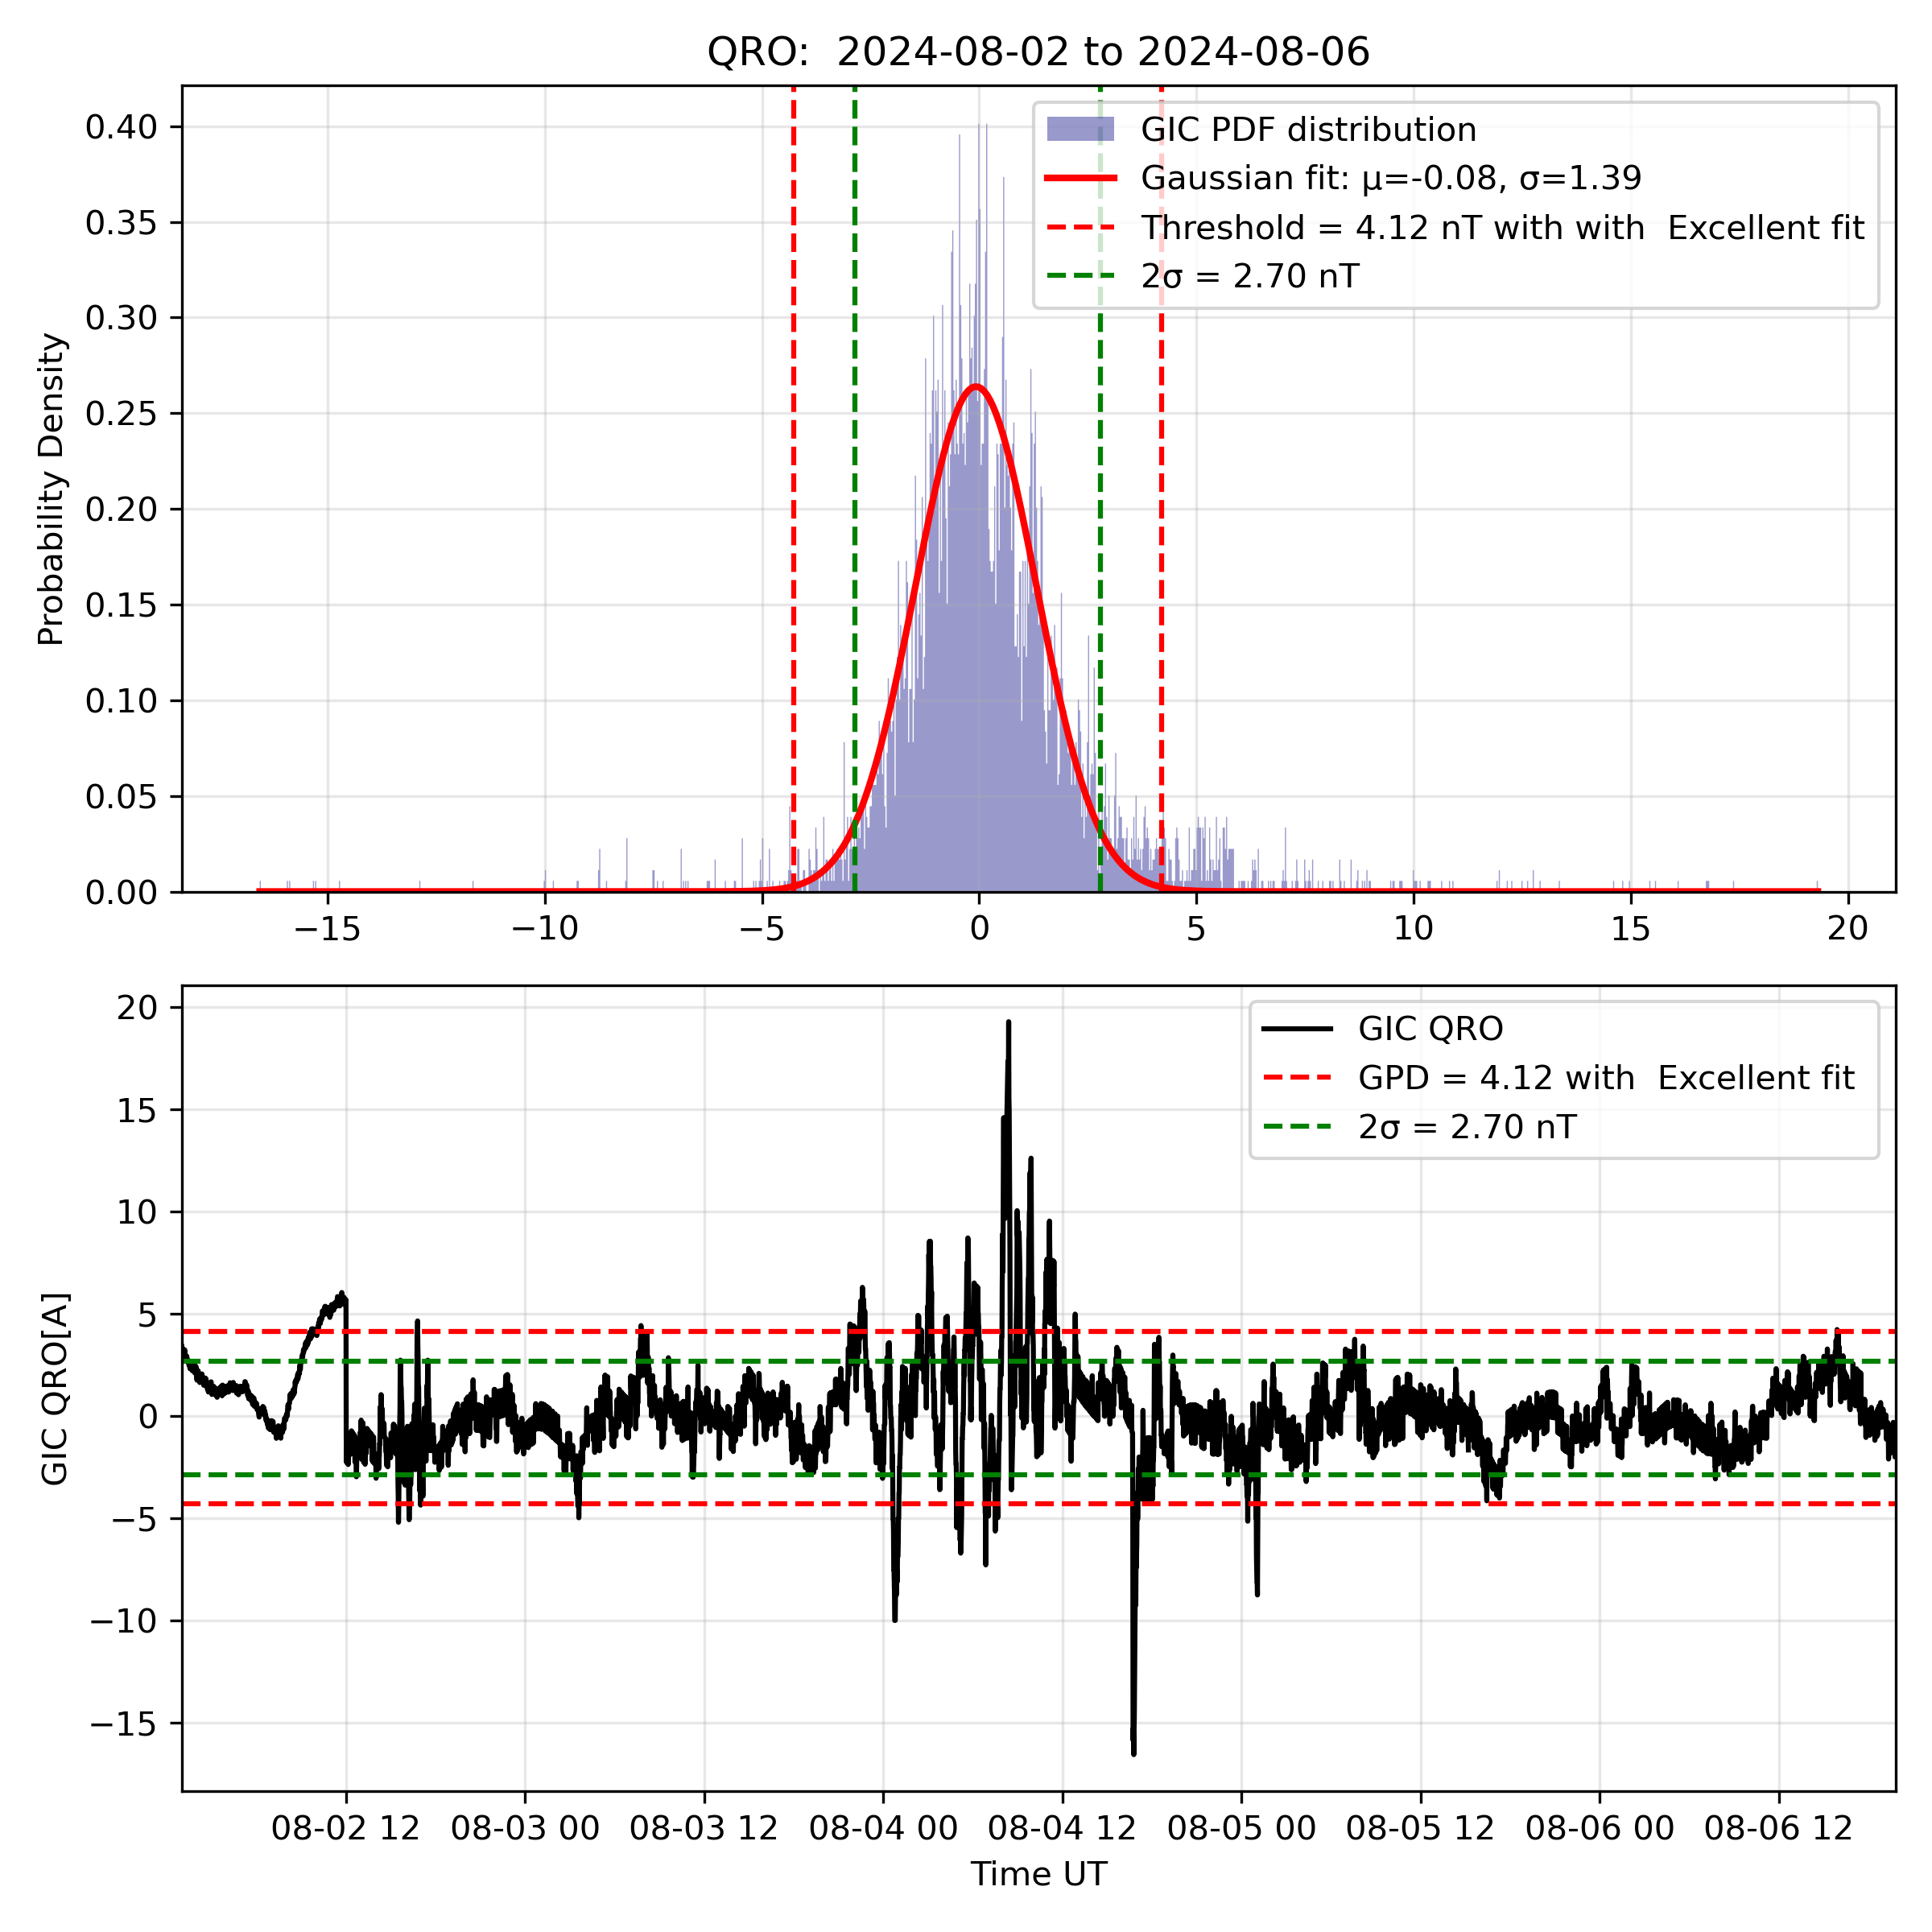 QRO:  2024-08-02 to 2024-08-06
Probability Density
0.40
0.35
0.30
0.25
0.20
0.15
0.10
0.05
0.00
GIC PDF distribution
Gaussian fit: μ=-0.08, σ=1.39
Threshold = 4.12 nT with with  Excellent fit
2σ = 2.70 nT
−15 −10 −5 0 5 10 15 20
GIC QRO[A]
20
15
10
5
0
−5
−10
−15
GIC QRO
GPD = 4.12 with  Excellent fit
2σ = 2.70 nT
08-02 12 08-03 00 08-03 12 08-04 00 08-04 12 08-05 00 08-05 12 08-06 00 08-06 12
Time UT